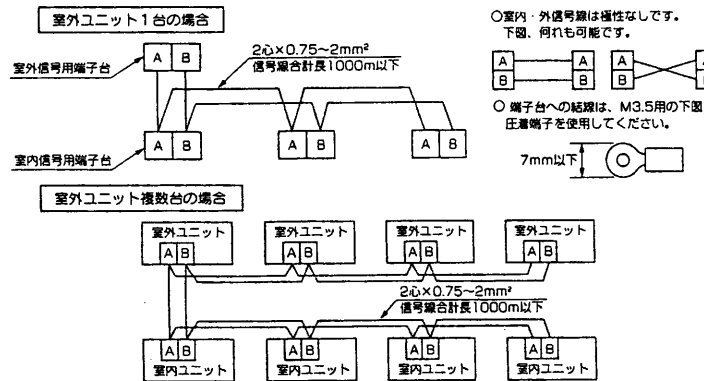 室外ユニット1台の場合
室外信号用端子台
A B
2心×0.75~2mm²
信号線合計長1000m以下
室内信号用端子台
A B
A B
A B
○室内・外信号線は極性なしです。
下図、何れも可能です。
A
B
A
B
A
B
A
○ 端子台への結線は、M3.5用の下図
圧着端子を使用してください。
7mm以下
室外ユニット複数台の場合
室外ユニット
A B
室外ユニット
A B
室外ユニット
A B
室外ユニット
A B
2心×0.75~2mm²
信号線合計長1000m以下
A B
室内ユニット
A B
室内ユニット
A B
室内ユニット
A B
室内ユニット